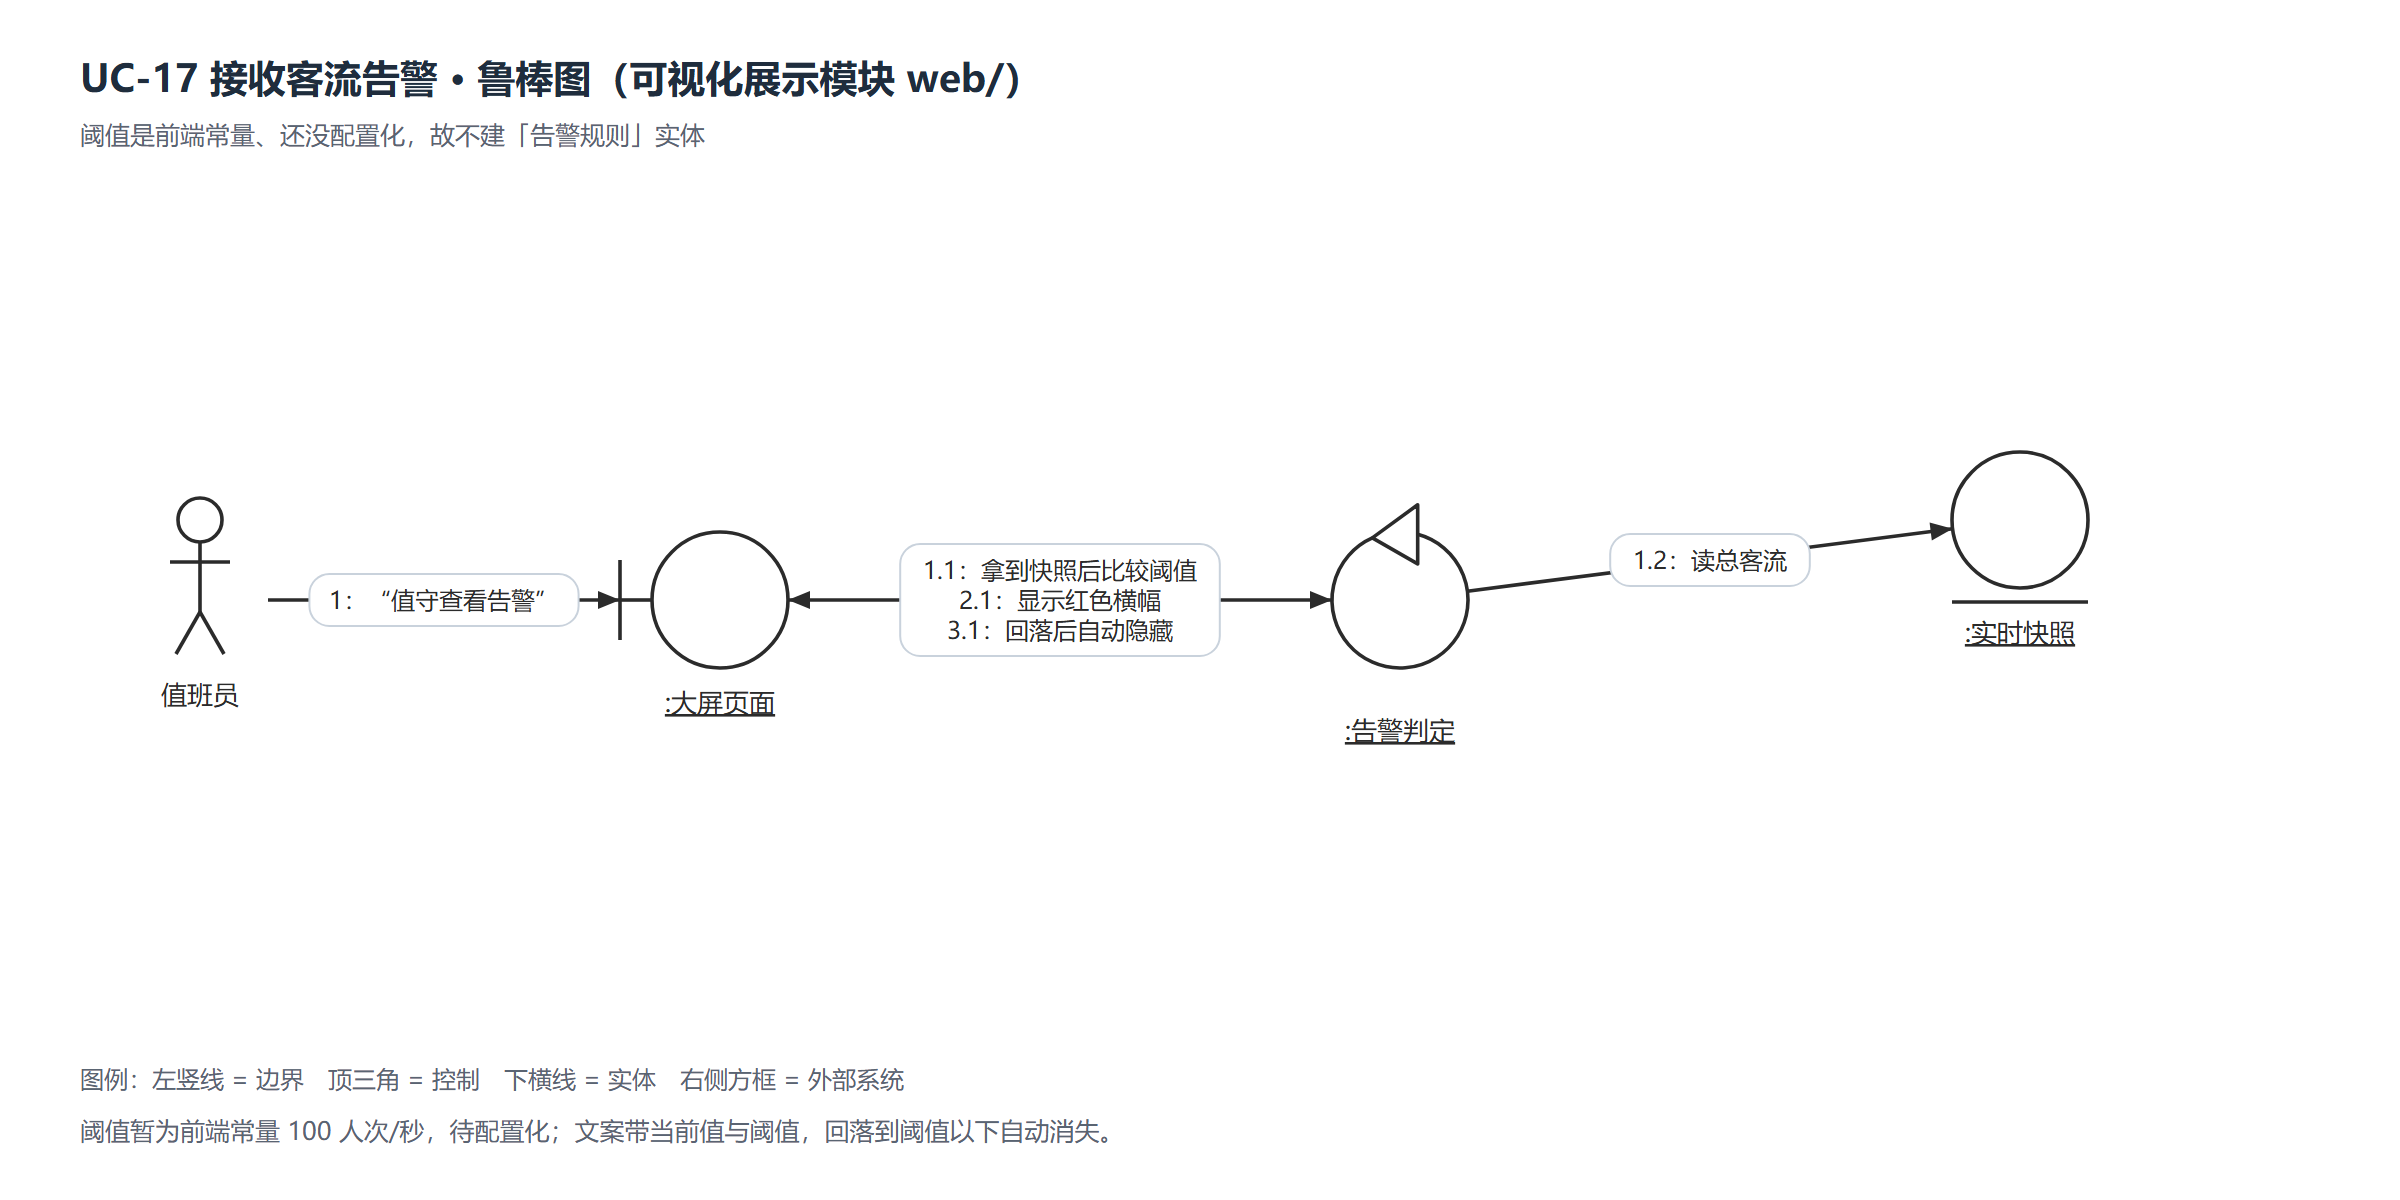 UC-17 接收客流告警 · 鲁棒图（可视化展示模块 web/）
阈值是前端常量、还没配置化，故不建「告警规则」实体
1：“值守查看告警”
1.1：拿到快照后比较阈值
2.1：显示红色横幅
3.1：回落后自动隐藏
1.2：读总客流
:实时快照
值班员
:大屏页面
:告警判定
图例：左竖线 = 边界　顶三角 = 控制　下横线 = 实体　右侧方框 = 外部系统
阈值暂为前端常量 100 人次/秒，待配置化；文案带当前值与阈值，回落到阈值以下自动消失。